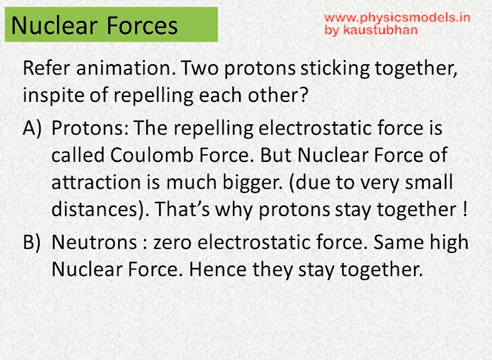 Nuclear Forces
www.physicsmodels.in
by kaustubhan
Refer animation. Two protons sticking together,
inspite of repelling each other?
A) Protons: The repelling electrostatic force is
called Coulomb Force. But Nuclear Force of
attraction is much bigger. (due to very small
distances). That's why protons stay together !
B) Neutrons : zero electrostatic force. Same high
Nuclear Force. Hence they stay together.